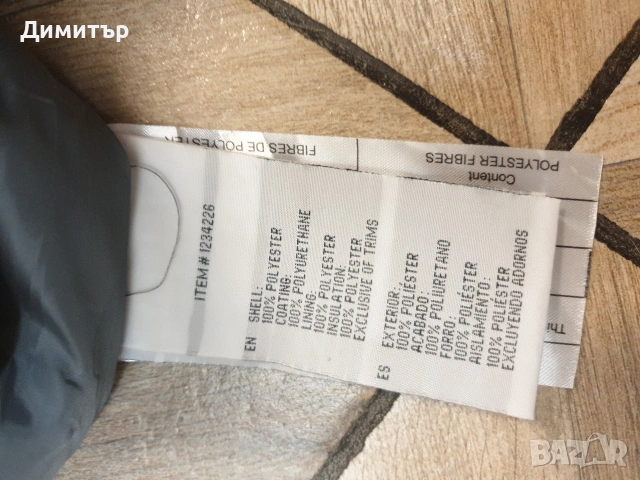 Димитър
ITEM # 1234226
EN SHELL:
100% POLYESTER
COATING:
100% POLYURETHANE
LINING:
100% POLYESTER
INSULATION:
100% POLYESTER
EXCLUSIVE OF TRIMS
ES EXTERIOR:
100% POLIÉSTER
ACABADO:
100% POLIURETANO
FORRO:
100% POLIÉSTER
AISLAMIENTO:
100% POLIÉSTER
EXCLUYENDO ADORNOS
Content
POLYESTER FIBRES
FIBRES DE POLYESTER
BAZAR